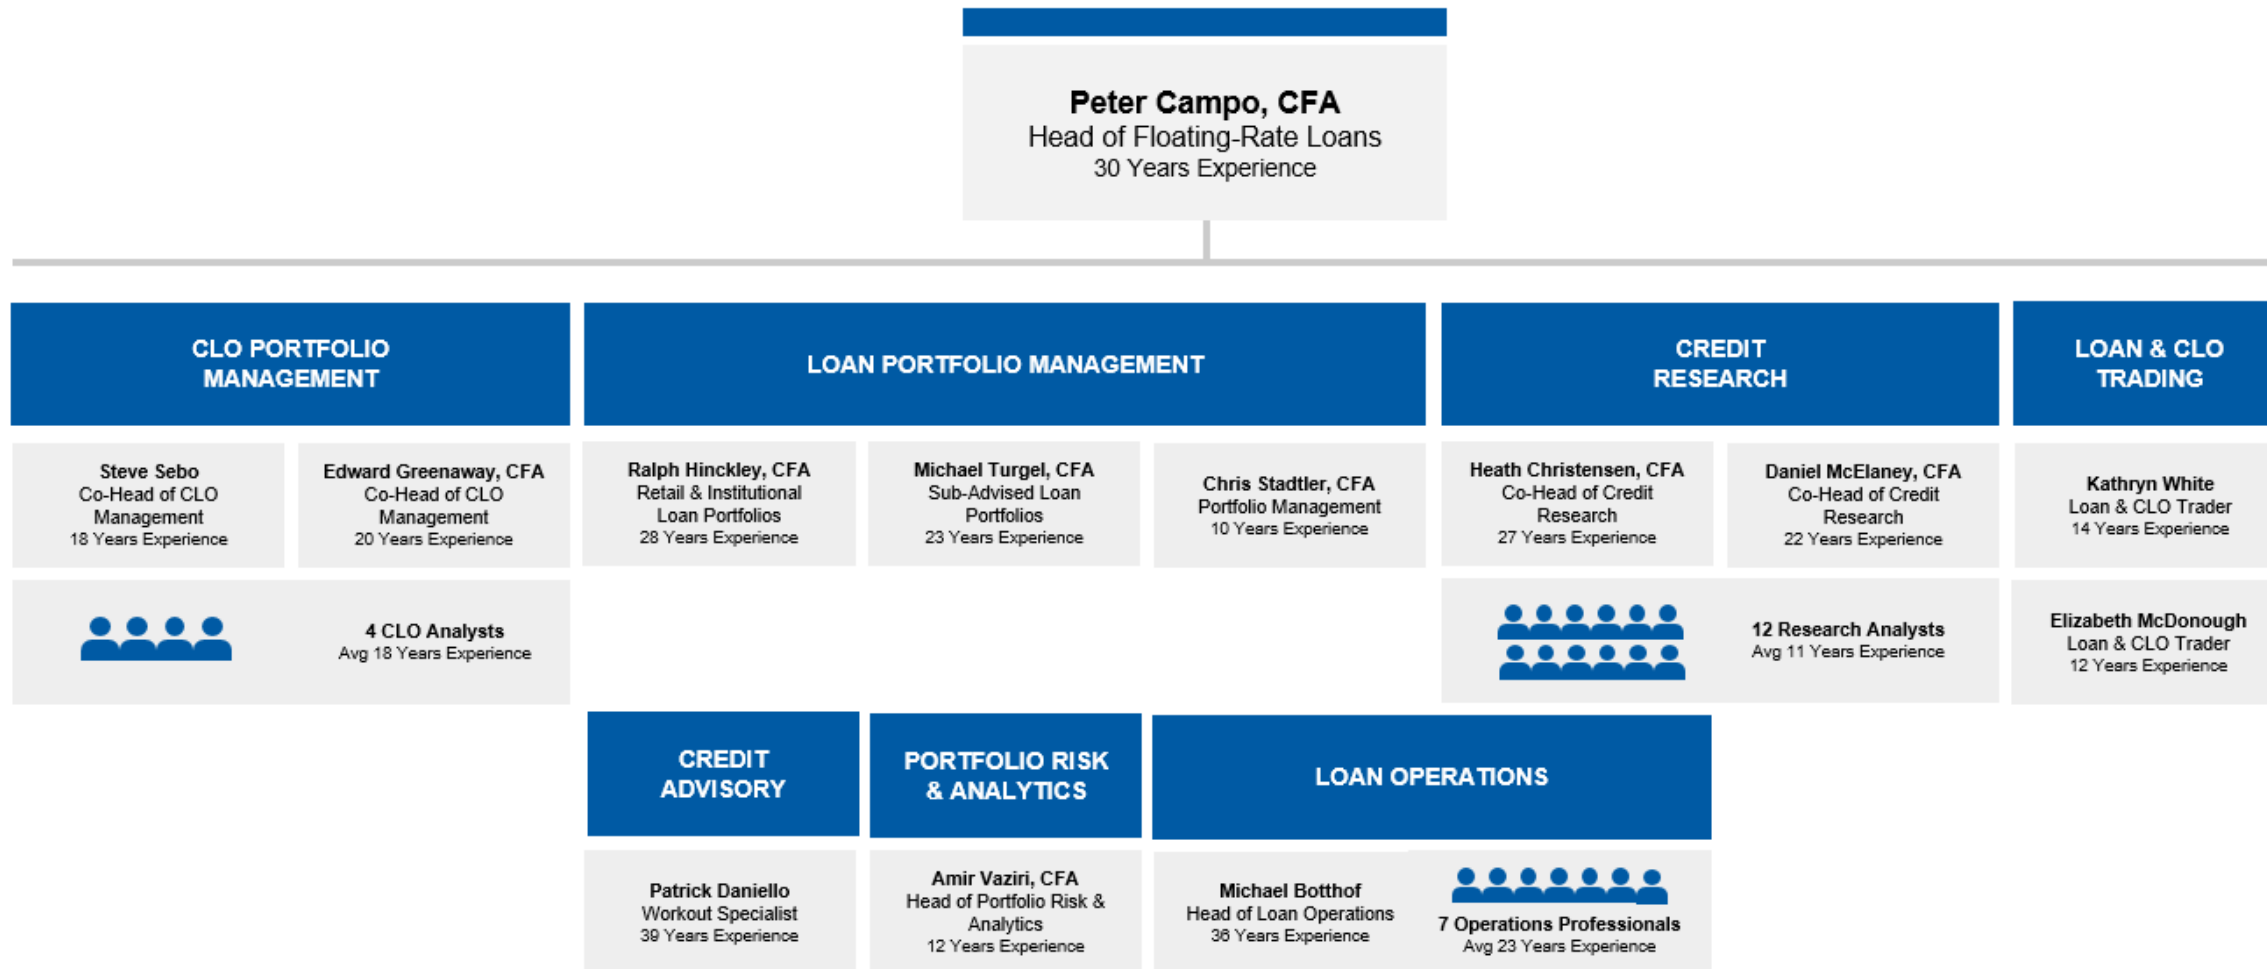 Peter Campo, CFA
Head of Floating-Rate Loans
30 Years Experience
CLO PORTFOLIO
MANAGEMENT
Steve Sebo
Co-Head of CLO
Management
18 Years Experience
Edward Greenaway, CFA
Co-Head of CLO
Management
20 Years Experience
4 CLO Analysts
Avg 18 Years Experience
LOAN PORTFOLIO MANAGEMENT
Ralph Hinckley, CFA
Retail & Institutional
Loan Portfolios
28 Years Experience
Michael Turgel, CFA
Sub-Advised Loan
Portfolios
23 Years Experience
Chris Stadtler, CFA
Portfolio Management
10 Years Experience
CREDIT
RESEARCH
Heath Christensen, CFA
Co-Head of Credit
Research
27 Years Experience
Daniel McElaney, CFA
Co-Head of Credit
Research
22 Years Experience
12 Research Analysts
Avg 11 Years Experience
LOAN & CLO
TRADING
Kathryn White
Loan & CLO Trader
14 Years Experience
Elizabeth McDonough
Loan & CLO Trader
12 Years Experience
CREDIT
ADVISORY
Patrick Daniello
Workout Specialist
39 Years Experience
PORTFOLIO RISK
& ANALYTICS
Amir Vaziri, CFA
Head of Portfolio Risk &
Analytics
12 Years Experience
LOAN OPERATIONS
Michael Botthof
Head of Loan Operations
36 Years Experience
7 Operations Professionals
Avg 23 Years Experience